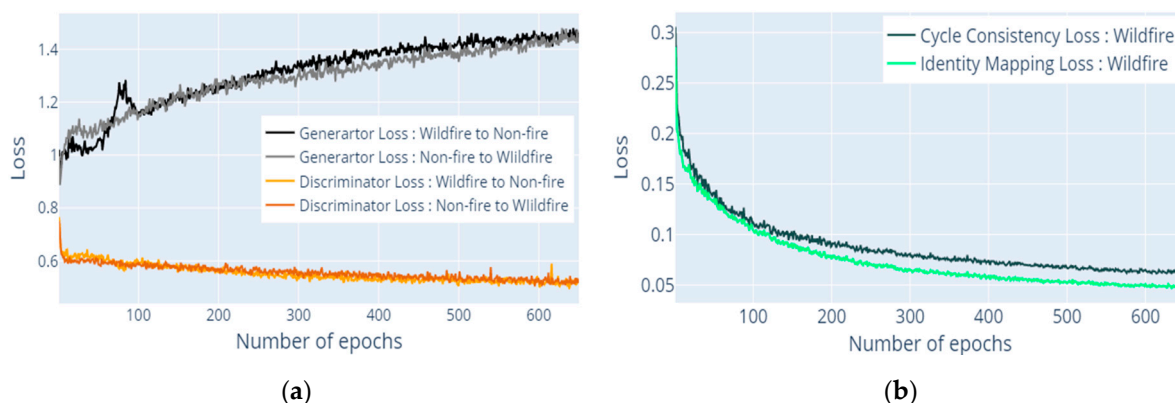 1.4
1.2
1
0.8
0.6
Loss
Generartor Loss : Wildfire to Non-fire
Generartor Loss : Non-fire to WIildfire
Discriminator Loss : Wildfire to Non-fire
Discriminator Loss : Non-fire to WIildfire
100 200 300 400 500 600
Number of epochs
(a)
0.3
0.25
0.2
0.15
0.1
0.05
Loss
Cycle Consistency Loss : Wildfire
Identity Mapping Loss : Wildfire
100 200 300 400 500 600
Number of epochs
(b)